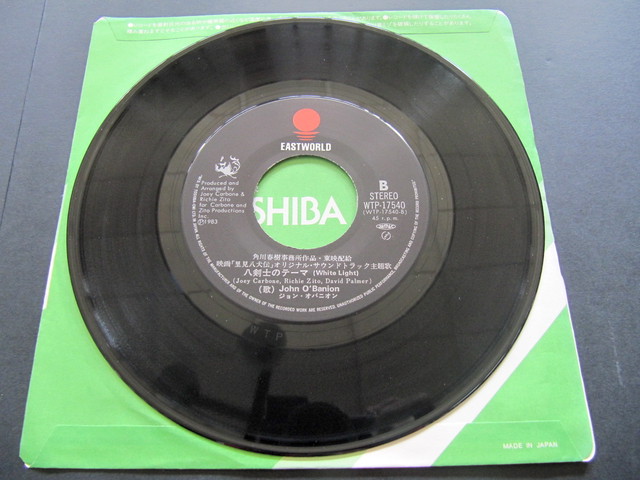 EASTWORLD
Produced and
Arranged by
Joey Carbone &
Richie Zito
for Carbone and
Zito Productions
Inc.
Ⓟ1983
B
STEREO
WTP-17540
(WTP-17540-B)
45 r.p.m.
SHIBA
角川春樹事務所作品・東映配給
映画「里見八犬伝」オリジナル・サウンドトラック主題歌
八剣士のテーマ (White Light)
(Joey Carbone, Richie Zito, David Palmer)
(歌) John O'Banion
ジョン・オバニオン
WTP
MADE IN JAPAN